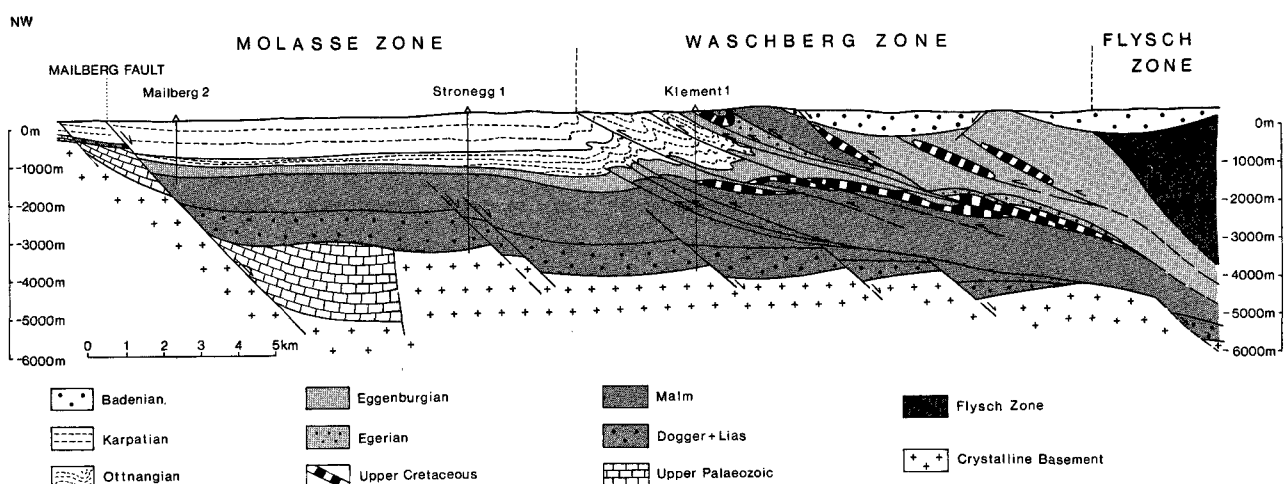 NW
MOLASSE ZONE
WASCHBERG ZONE
FLYSCH
ZONE
MAILBERG FAULT
Mailberg 2
Stronegg 1
Klement 1
0m
-1000m
-2000m
-3000m
-4000m
-5000m
-6000m
0m
-1000m
-2000m
-3000m
-4000m
-5000m
-6000m
0 1 2 3 4 5km
Badenian.
Karpatian
Ottnangian
Eggenburgian
Egerian
Upper Cretaceous
Malm
Dogger+Lias
Upper Palaeozoic
Flysch Zone
Crystalline Basement